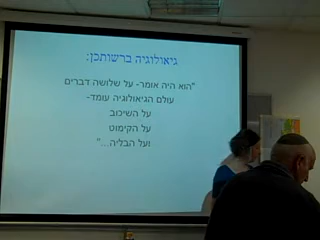 גיאולוגיה ברשותכן:
"הוא היה אומר- על שלושה דברים
עולם הגיאולוגיה עומד-
על השיכוב
על הקימוט
ועל הבליה..."